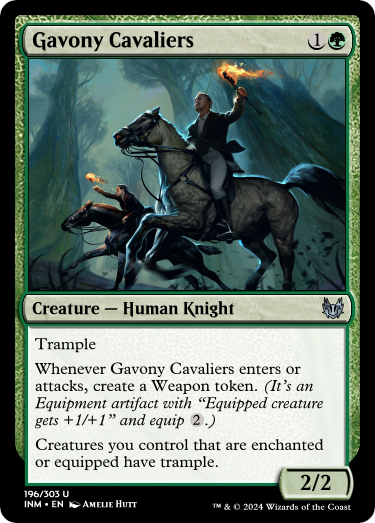 Gavony Cavaliers 1
Creature — Human Knight
Trample
Whenever Gavony Cavaliers enters or
attacks, create a Weapon token. (It's an
Equipment artifact with “Equipped creature
gets +1/+1” and equip 2.)
Creatures you control that are enchanted
or equipped have trample.
2/2
196/303 U
INM • EN Amelie Hutt
™ & © 2024 Wizards of the Coast